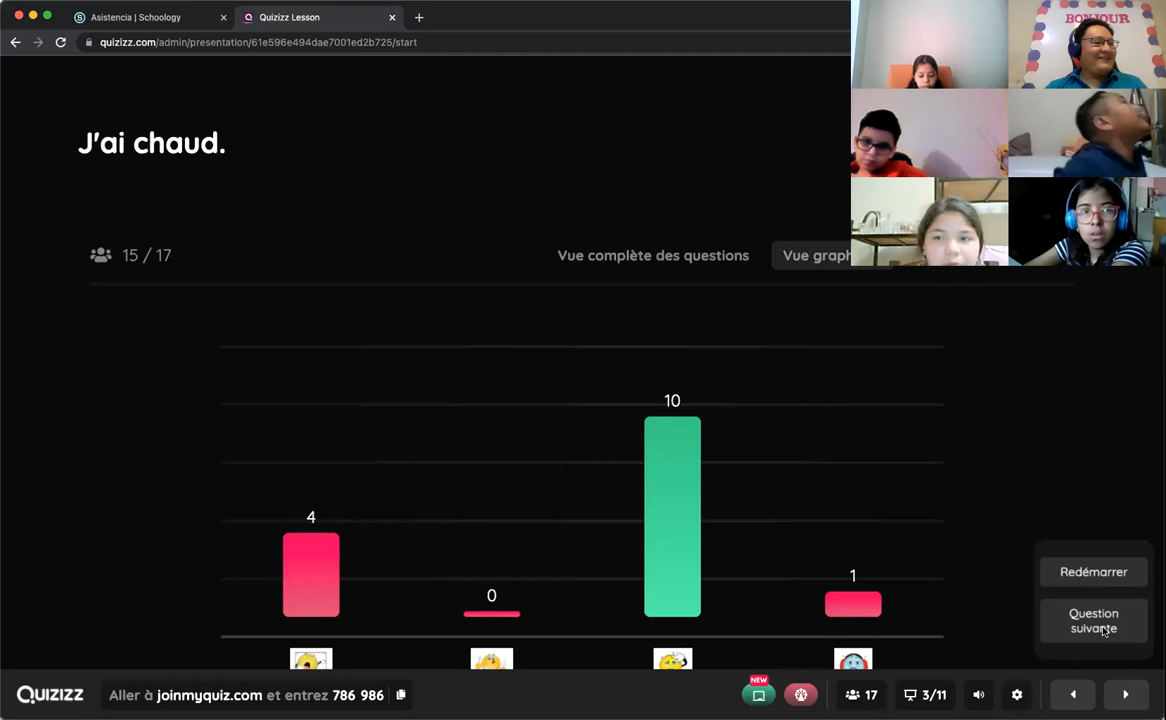 Asistencia | Schoology
Quizizz Lesson
quizizz.com/admin/presentation/61e596e494dae7001ed2b725/start
BONJOUR
J'ai chaud.
15 / 17
Vue complète des questions
Vue graph
10
4
1
0
Redémarrer
Question
suivante
NEW
QUIZIZZ
Aller à joinmyquiz.com et entrez 786 986
17
3/11